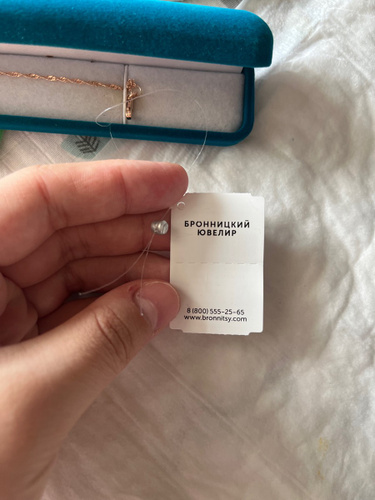 БРОННИЦКИЙ
ЮВЕЛИР
8 (800) 555-25-65
www.bronnitsy.com